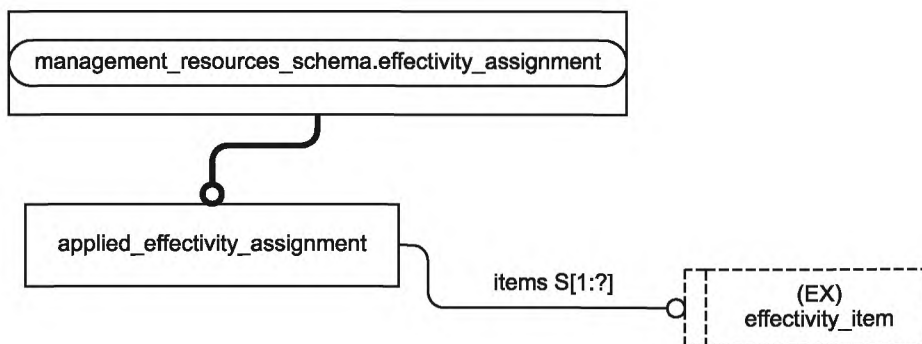 management_resources_schema.effectivity_assignment
applied_effectivity_assignment
items S[1:?]
(EX)
effectivity_item